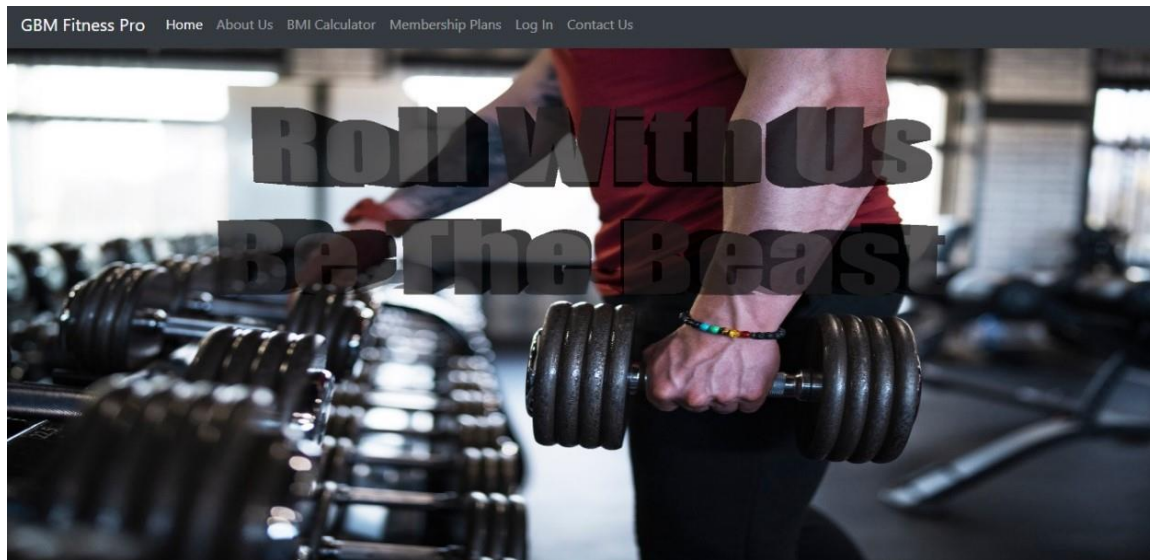 GBM Fitness Pro Home About Us BMI Calculator Membership Plans Log In Contact Us
Roll With Us
Be The Beast